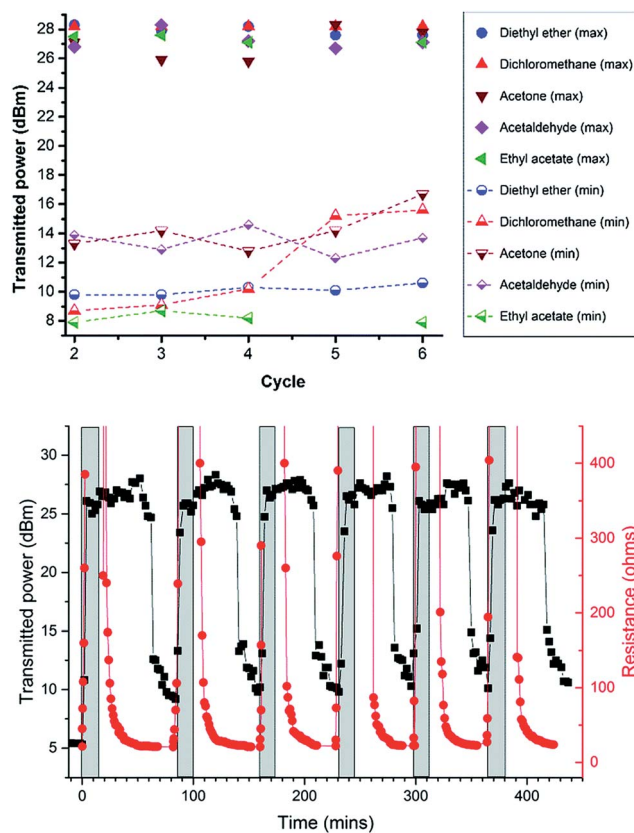 28
26
24
22
20
18
16
14
12
10
8
2
3
4
5
6
Transmitted power (dBm)
Cycle
Diethyl ether (max)
Dichloromethane (max)
Acetone (max)
Acetaldehyde (max)
Ethyl acetate (max)
Diethyl ether (min)
Dichloromethane (min)
Acetone (min)
Acetaldehyde (min)
Ethyl acetate (min)
30
25
20
15
10
5
Transmitted power (dBm)
0
100
200
300
400
Time (mins)
400
300
200
100
0
Resistance (ohms)